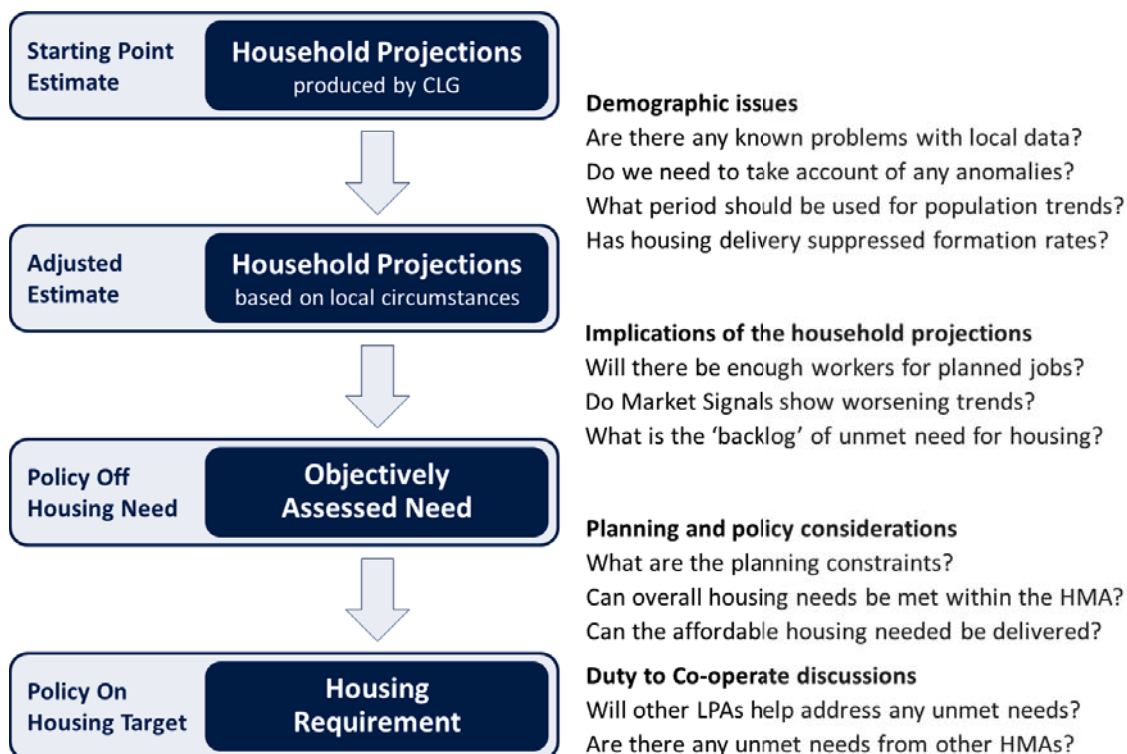 Starting Point
Estimate
Household Projections
produced by CLG
Demographic issues
Are there any known problems with local data?
Do we need to take account of any anomalies?
What period should be used for population trends?
Has housing delivery suppressed formation rates?
Adjusted
Estimate
Household Projections
based on local circumstances
Implications of the household projections
Will there be enough workers for planned jobs?
Do Market Signals show worsening trends?
What is the ‘backlog’ of unmet need for housing?
Policy Off
Housing Need
Objectively
Assessed Need
Planning and policy considerations
What are the planning constraints?
Can overall housing needs be met within the HMA?
Can the affordable housing needed be delivered?
Policy On
Housing Target
Housing
Requirement
Duty to Co-operate discussions
Will other LPAs help address any unmet needs?
Are there any unmet needs from other HMAs?